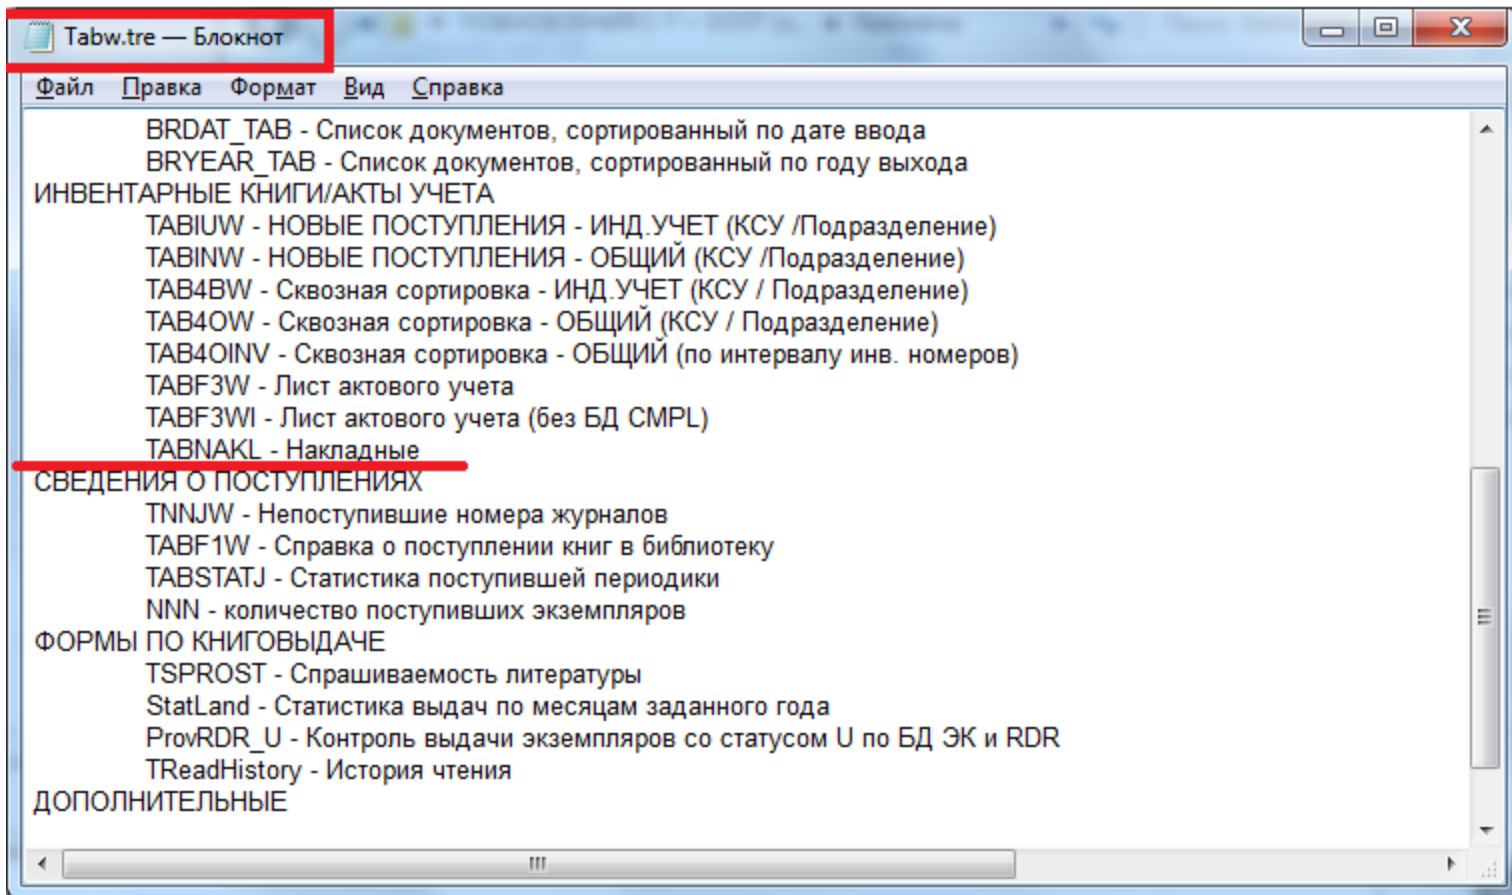 Tabw.tre — Блокнот
Файл Правка Формат Вид Справка
BRDAT_TAB - Список документов, сортированный по дате ввода
BRYEAR_TAB - Список документов, сортированный по году выхода
ИНВЕНТАРНЫЕ КНИГИ/АКТЫ УЧЕТА
TABIUW - НОВЫЕ ПОСТУПЛЕНИЯ - ИНД.УЧЕТ (КСУ /Подразделение)
TABINW - НОВЫЕ ПОСТУПЛЕНИЯ - ОБЩИЙ (КСУ /Подразделение)
TAB4BW - Сквозная сортировка - ИНД.УЧЕТ (КСУ / Подразделение)
TAB4OW - Сквозная сортировка - ОБЩИЙ (КСУ / Подразделение)
TAB4OINV - Сквозная сортировка - ОБЩИЙ (по интервалу инв. номеров)
TABF3W - Лист актового учета
TABF3WI - Лист актового учета (без БД CMPL)
TABNAKL - Накладные
СВЕДЕНИЯ О ПОСТУПЛЕНИЯХ
TNNJW - Непоступившие номера журналов
TABF1W - Справка о поступлении книг в библиотеку
TABSTATJ - Статистика поступившей периодики
NNN - количество поступивших экземпляров
ФОРМЫ ПО КНИГОВЫДАЧЕ
TSPROST - Спрашиваемость литературы
StatLand - Статистика выдач по месяцам заданного года
ProvRDR_U - Контроль выдачи экземпляров со статусом U по БД ЭК и RDR
TReadHistory - История чтения
ДОПОЛНИТЕЛЬНЫЕ